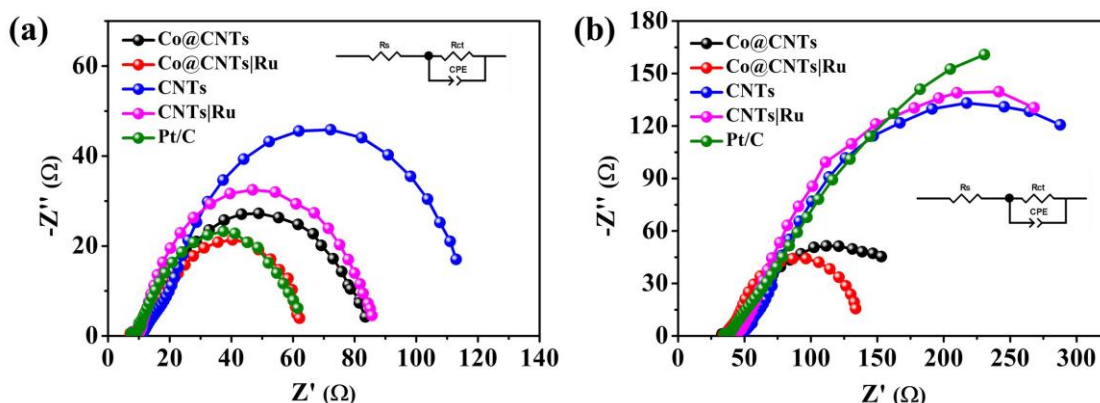 (a)
60
40
20
0
-Z'' (Ω)
Co@CNTs
Co@CNTs|Ru
CNTs
CNTs|Ru
Pt/C
Rs
Rct
CPE
0 20 40 60 80 100 120 140
Z' (Ω)
(b)
180
150
120
90
60
30
0
-Z'' (Ω)
Co@CNTs
Co@CNTs|Ru
CNTs
CNTs|Ru
Pt/C
Rs
Rct
CPE
0 50 100 150 200 250 300
Z' (Ω)